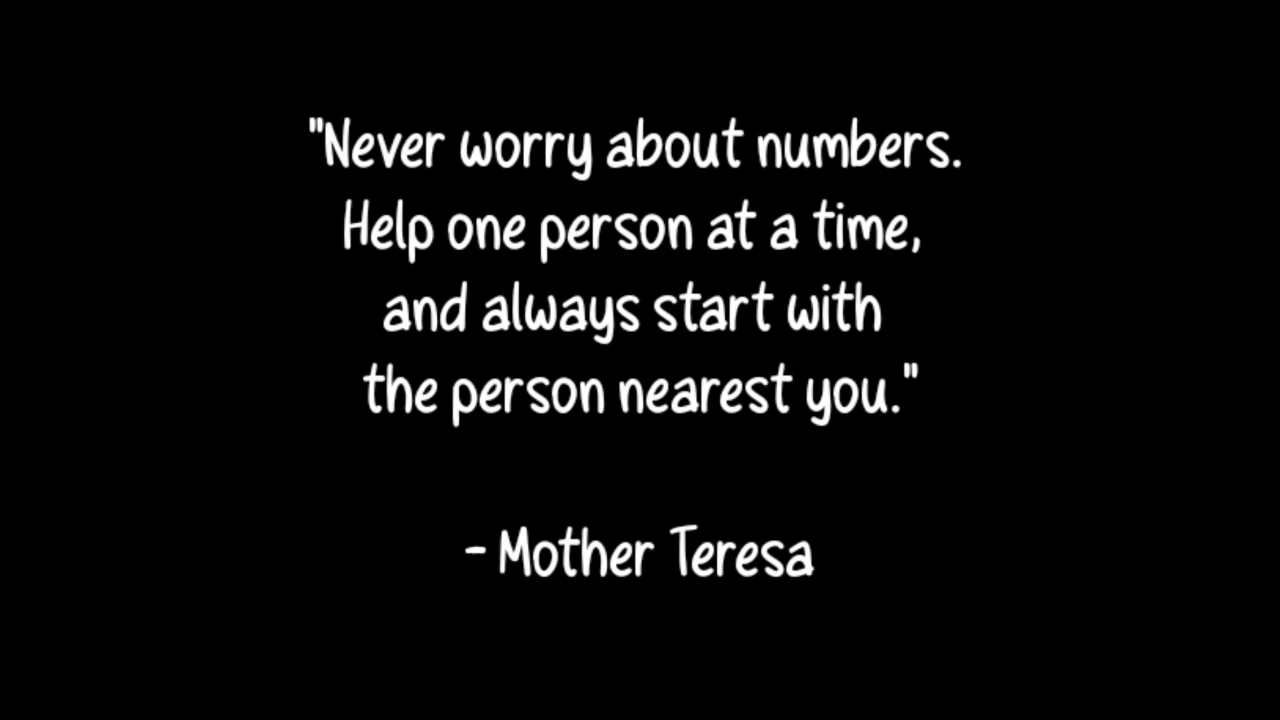 "Never worry about numbers.
Help one person at a time,
and always start with
the person nearest you."
- Mother Teresa